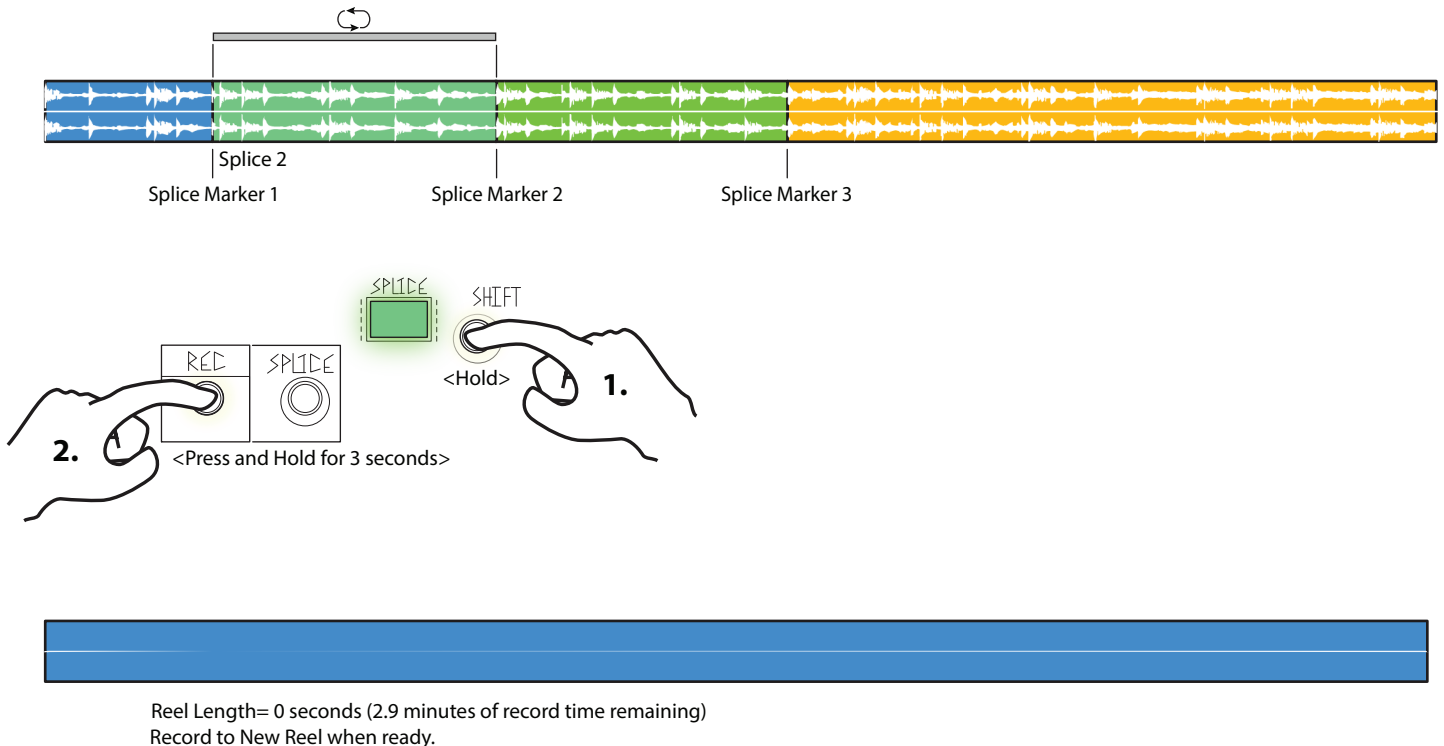 Splice 2
Splice Marker 1 Splice Marker 2 Splice Marker 3
SPLICE SHIFT
REC SPLICE
<Hold> 1.
2. <Press and Hold for 3 seconds>
Reel Length= 0 seconds (2.9 minutes of record time remaining)
Record to New Reel when ready.